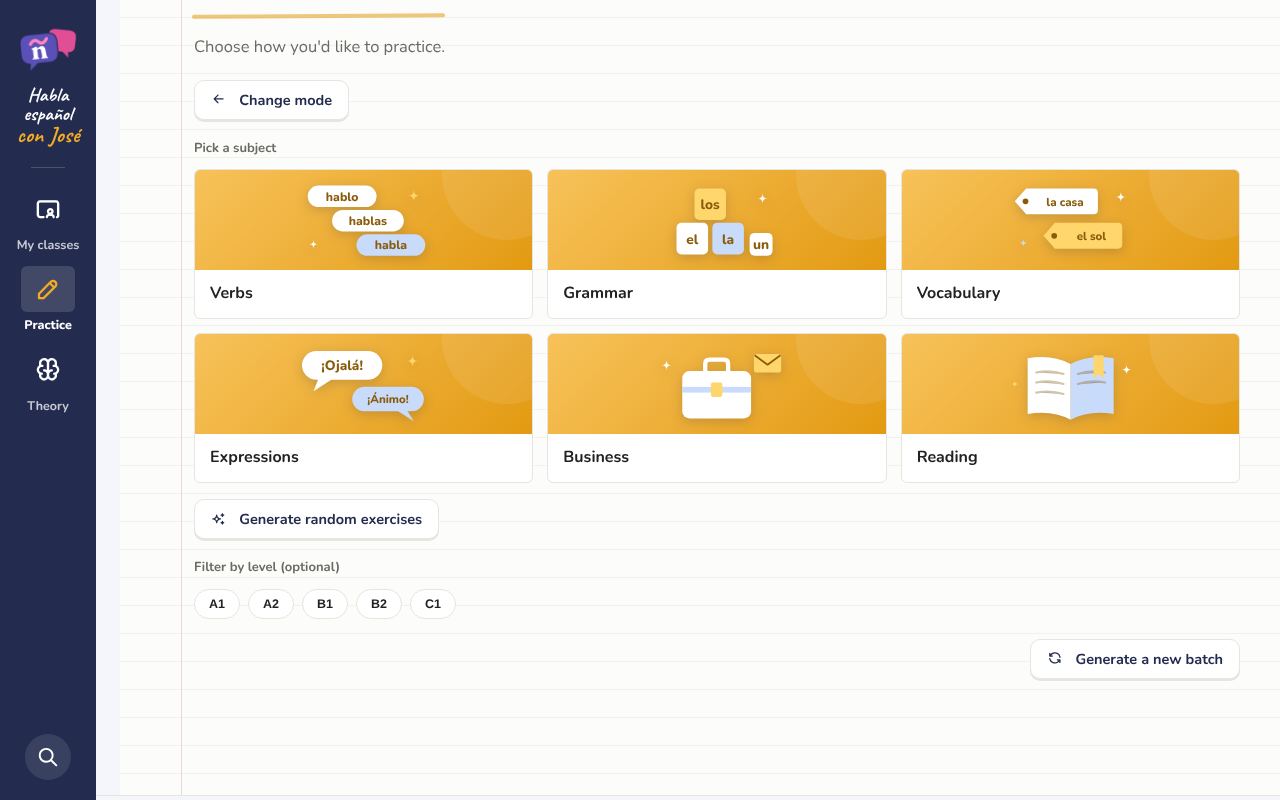 ñ
Habla
español
con José
My classes
Practice
Theory
Choose how you'd like to practice.
Change mode
Pick a subject
hablo
hablas
habla
Verbs
los
el
la
un
Grammar
la casa
el sol
Vocabulary
¡Ojalá!
¡Ánimo!
Expressions
Business
Reading
Generate random exercises
Filter by level (optional)
A1 A2 B1 B2 C1
Generate a new batch